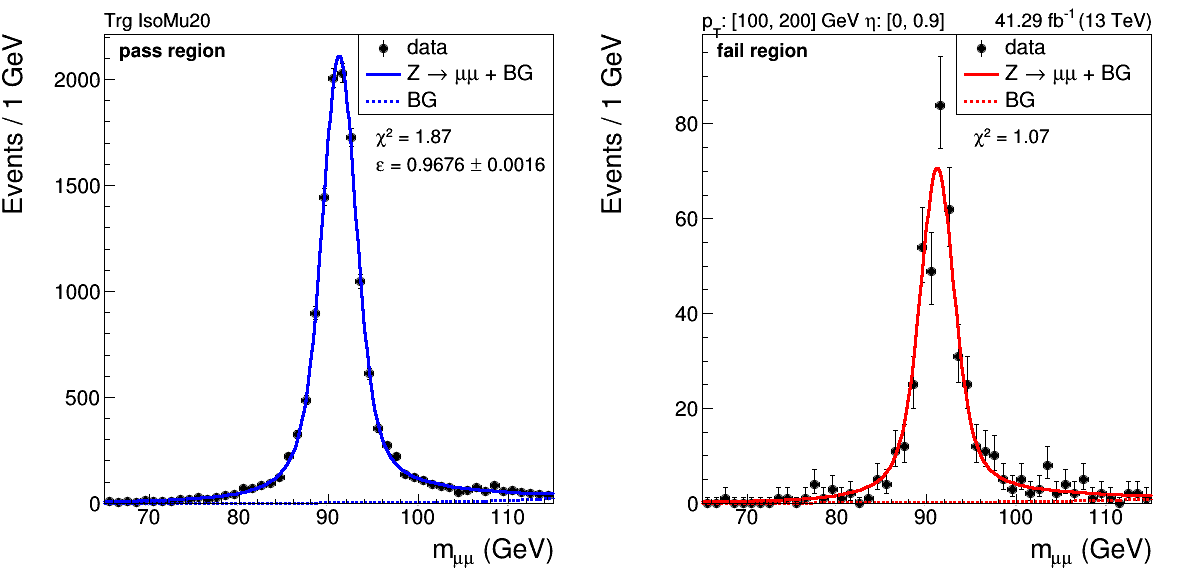 Trg IsoMu20
pass region
data
Z → μμ + BG
BG
χ² = 1.87
ε = 0.9676 ± 0.0016
Events / 1 GeV
2000
1500
1000
500
0
70 80 90 100 110
m_μμ (GeV)
p_T: [100, 200] GeV η: [0, 0.9] 41.29 fb⁻¹ (13 TeV)
fail region
data
Z → μμ + BG
BG
χ² = 1.07
Events / 1 GeV
80
60
40
20
0
70 80 90 100 110
m_μμ (GeV)